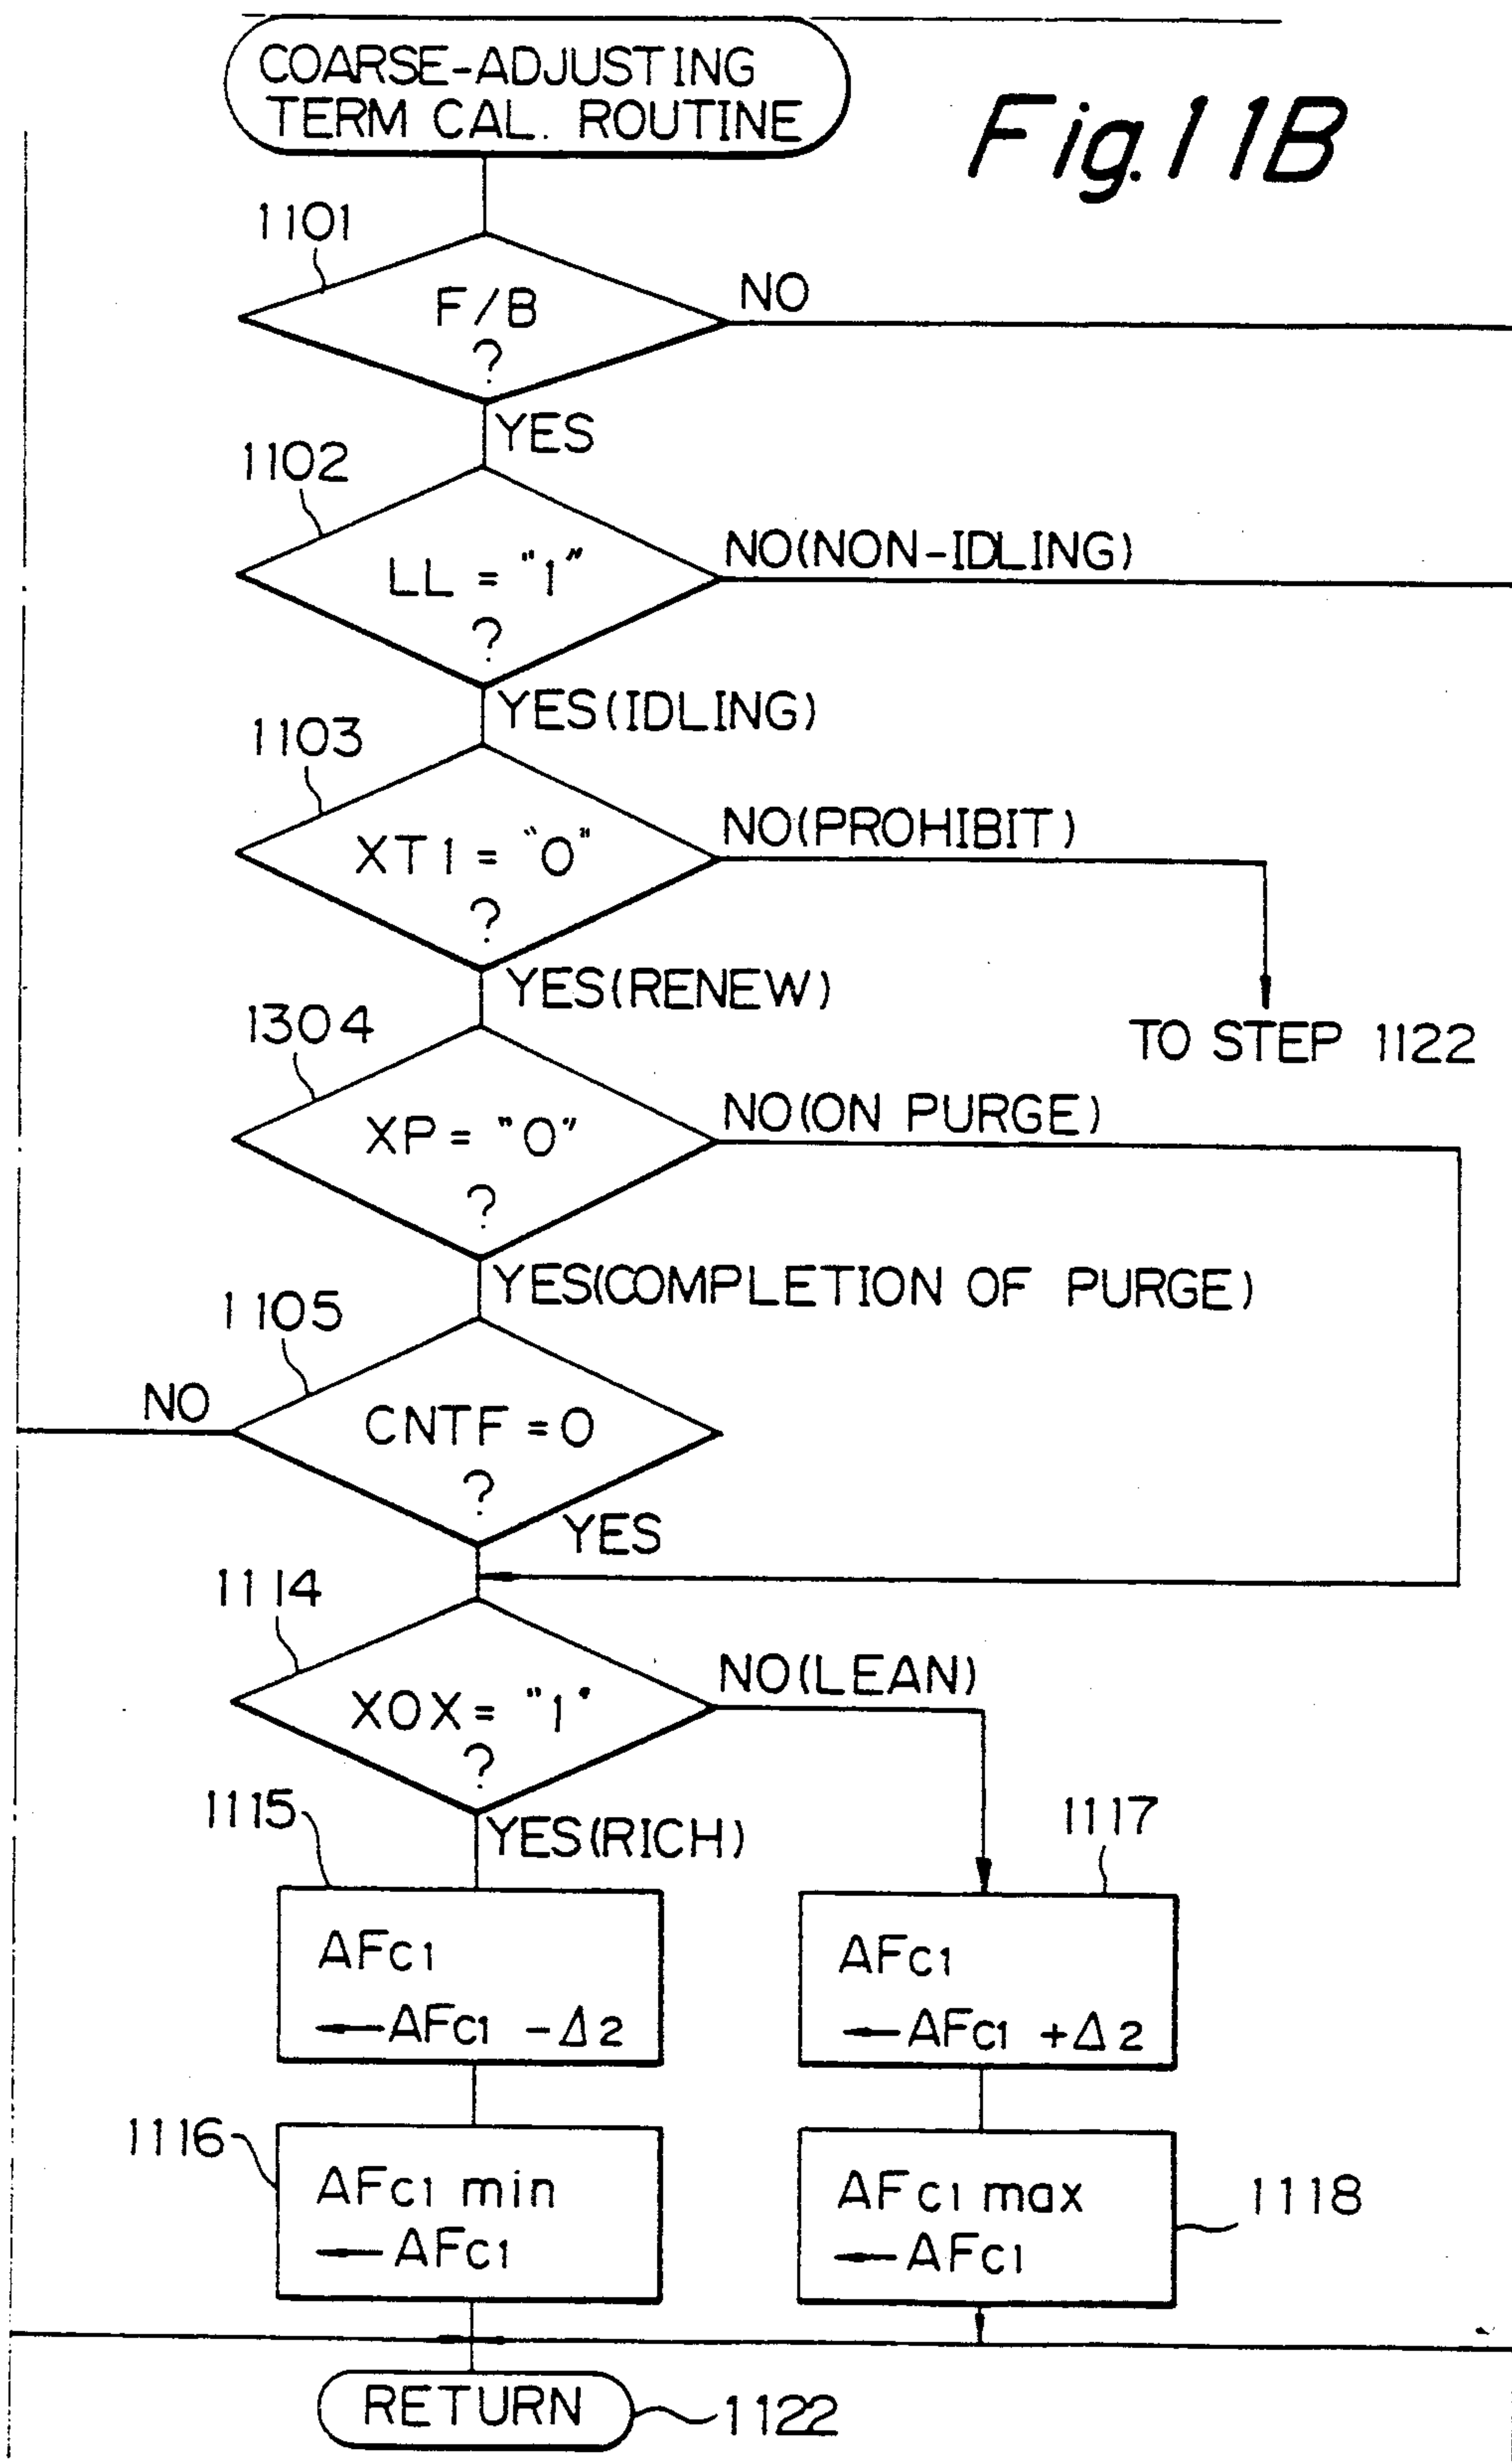 COARSE-ADJUSTING
TERM CAL. ROUTINE
Fig. 11B
1101
F/B
?
NO
YES
1102
LL = "1"
?
NO(NON-IDLING)
YES(IDLING)
1103
XT1 = "0"
?
NO(PROHIBIT)
YES(RENEW)
TO STEP 1122
1304
XP = "0"
?
NO(ON PURGE)
YES(COMPLETION OF PURGE)
1105
NO
CNTF = 0
?
YES
1114
XOX = "1"
?
NO(LEAN)
YES(RICH)
1115
AFc1
←AFc1 -Δ2
1117
AFc1
←AFc1 +Δ2
1116
AFc1 min
← AFc1
AFc1 max
← AFc1
1118
RETURN
1122